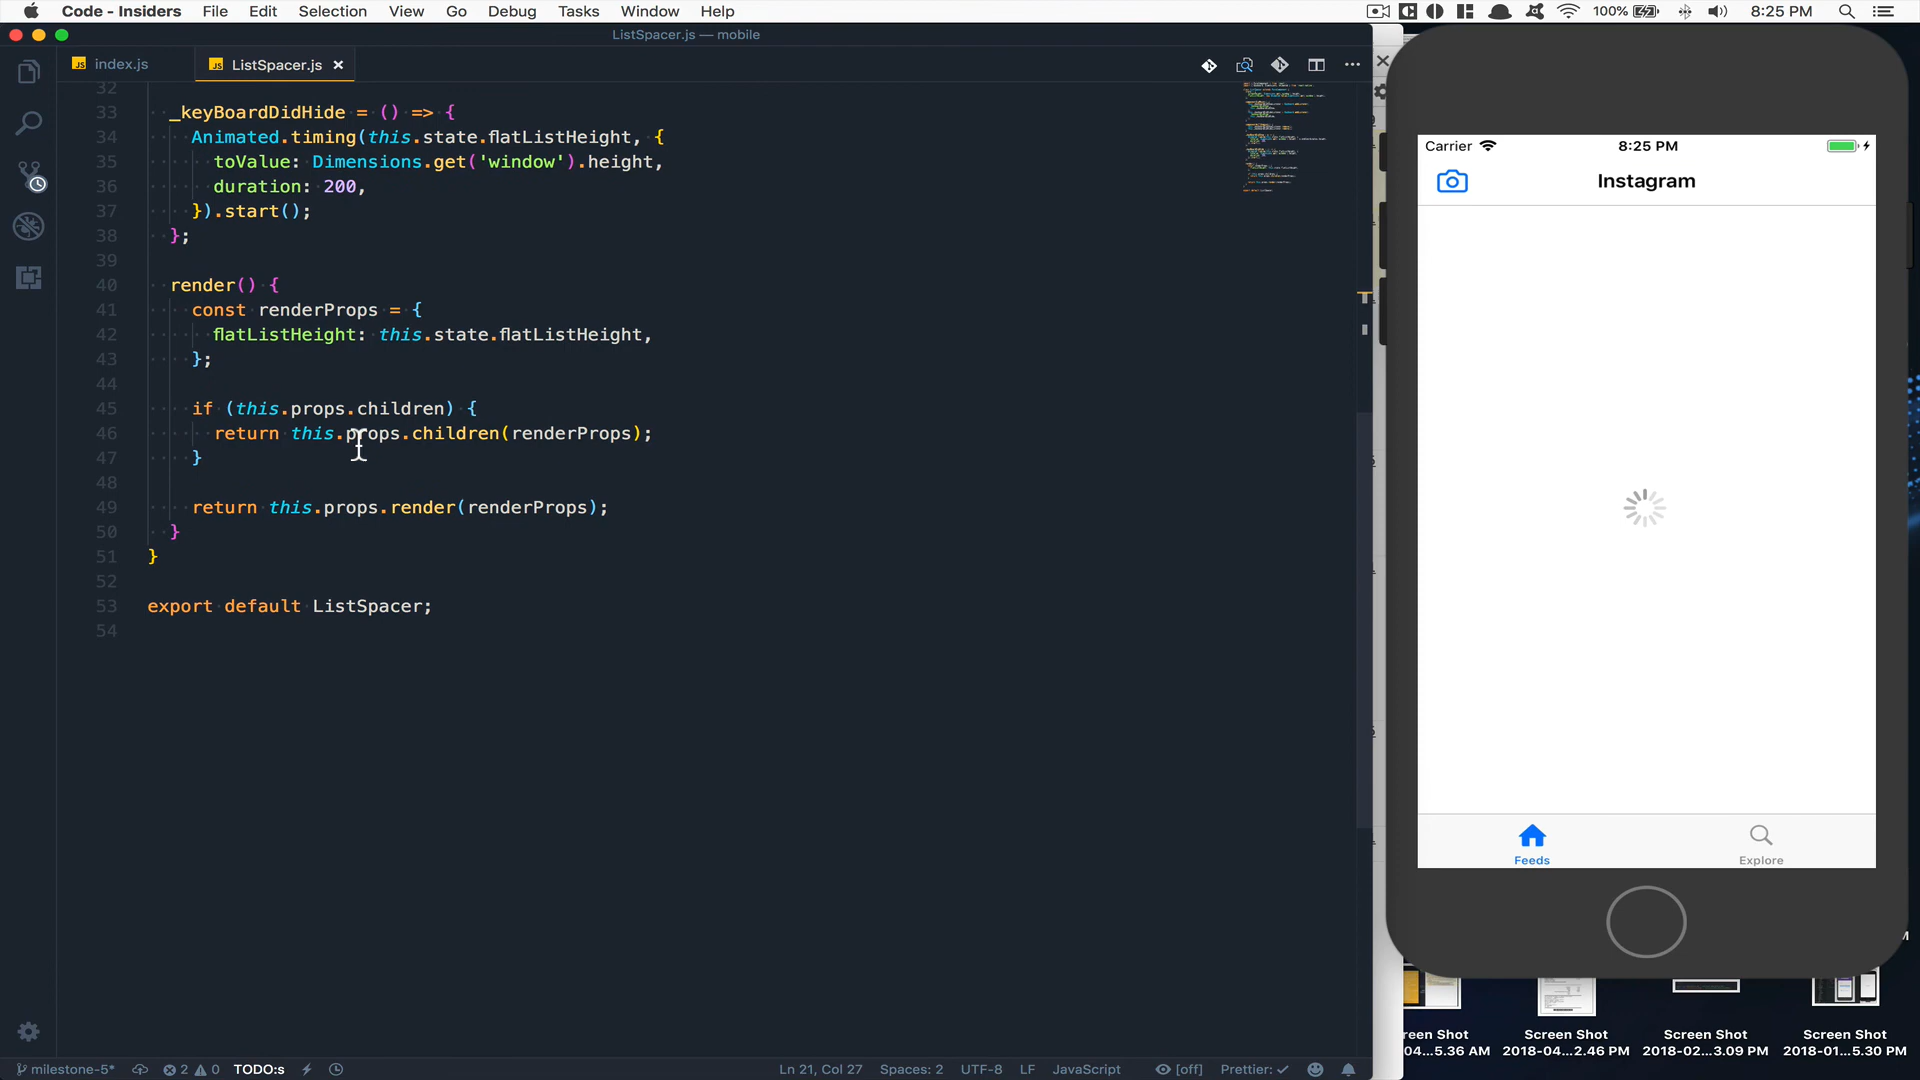 Code - Insiders File Edit Selection View Go Debug Tasks Window Help 100% 8:25 PM
ListSpacer.js — mobile
JS index.js JS ListSpacer.js ×
32
33 _keyBoardDidHide = () => {
34 Animated.timing(this.state.flatListHeight, {
35 toValue: Dimensions.get('window').height,
36 duration: 200,
37 }).start();
38 };
39
40 render() {
41 const renderProps = {
42 flatListHeight: this.state.flatListHeight,
43 };
44
45 if (this.props.children) {
46 return this.props.children(renderProps);
47 }
48
49 return this.props.render(renderProps);
50 }
51 }
52
53 export default ListSpacer;
54
milestone-5* 2 0 TODO:s Ln 21, Col 27 Spaces: 2 UTF-8 LF JavaScript [off] Prettier: ✓
Carrier 8:25 PM
Instagram
Feeds Explore
reen Shot Screen Shot Screen Shot Screen Shot
04...5.36 AM 2018-04...2.46 PM 2018-02...3.09 PM 2018-01...5.30 PM